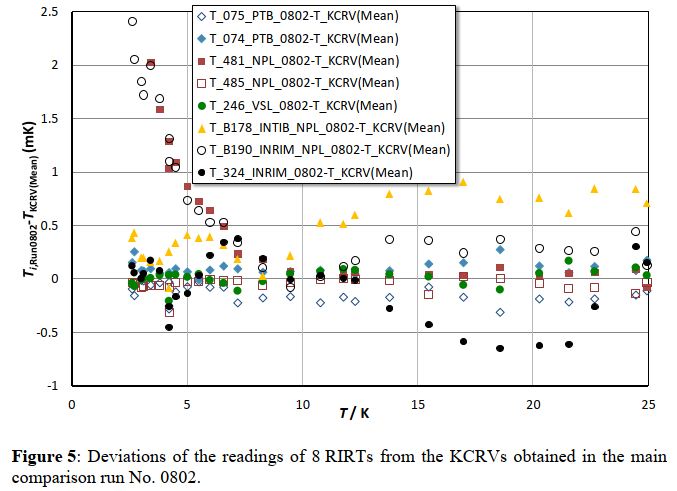 2.5
2
1.5
1
0.5
0
-0.5
-1
Ti;Run0802-TKCRV(Mean) (mK)
T_075_PTB_0802-T_KCRV(Mean)
T_074_PTB_0802-T_KCRV(Mean)
T_481_NPL_0802-T_KCRV(Mean)
T_485_NPL_0802-T_KCRV(Mean)
T_246_VSL_0802-T_KCRV(Mean)
T_B178_INTIB_NPL_0802-T_KCRV(Mean)
T_B190_INRIM_NPL_0802-T_KCRV(Mean)
T_324_INRIM_0802-T_KCRV(Mean)
0 5 10 15 20 25
T / K
Figure 5: Deviations of the readings of 8 RIRTs from the KCRVs obtained in the main
comparison run No. 0802.